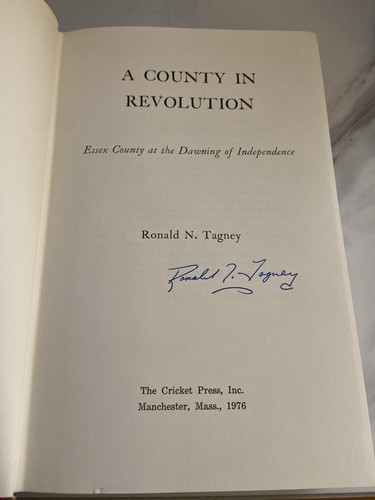 A COUNTY IN
REVOLUTION
Essex County at the Dawning of Independence
Ronald N. Tagney
Ronald N. Tagney
The Cricket Press, Inc.
Manchester, Mass., 1976